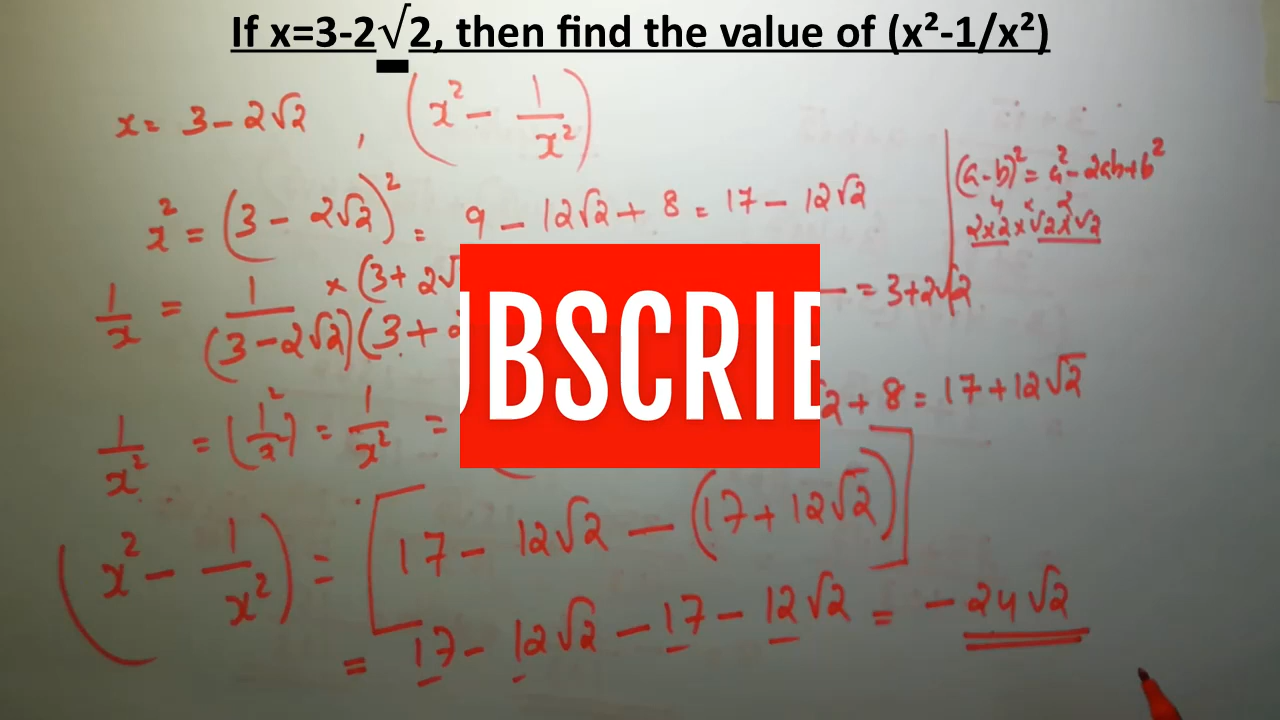 If x=3-2√2, then find the value of (x²-1/x²)
x = 3 - 2√2 , (x² - 1/x²)
(a-b)² = a² - 2ab + b²
4 × 2
2×2×√2×√2
x² = (3 - 2√2)² = 9 - 12√2 + 8 = 17 - 12√2
1/x = 1/(3-2√2) × (3+2√ (3+ = 3+2√2
UBSCRIBE
1/x² = (1/x)² = 1/x² = 2 + 8 = 17 + 12√2
(x² - 1/x²) = [17 - 12√2 - (17 + 12√2)]
= 17 - 12√2 - 17 - 12√2 = - 24√2